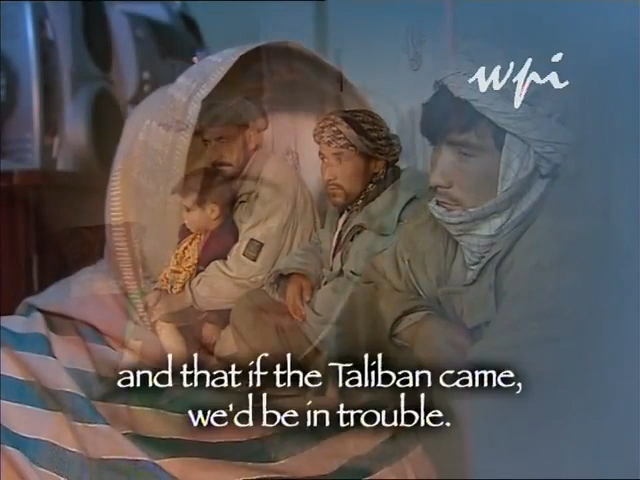 wpi
and that if the Taliban came,
we'd be in trouble.